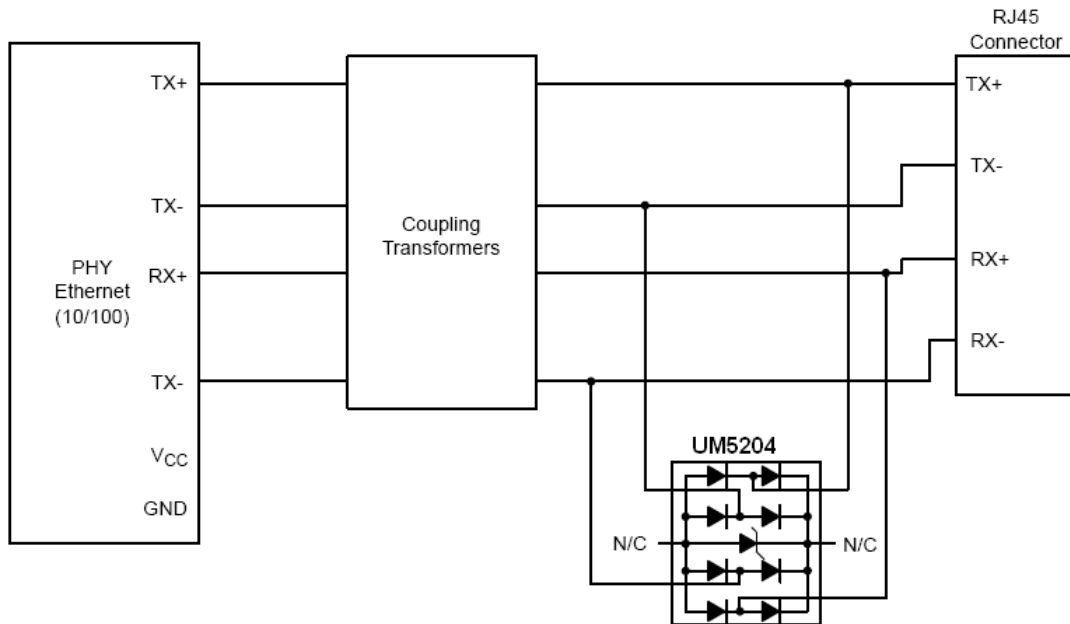 RJ45
Connector
TX+
TX+
TX-
TX-
Coupling
Transformers
PHY
Ethernet
(10/100)
RX+
RX+
RX-
TX-
UM5204
VCC
GND
N/C
N/C